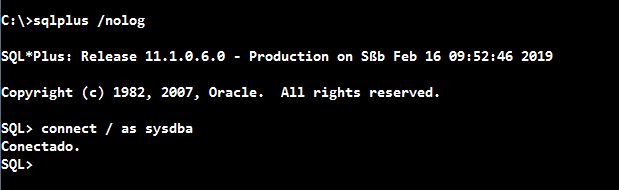 C:\>sqlplus /nolog
SQL*Plus: Release 11.1.0.6.0 - Production on Sßb Feb 16 09:52:46 2019
Copyright (c) 1982, 2007, Oracle.  All rights reserved.
SQL> connect / as sysdba
Conectado.
SQL>